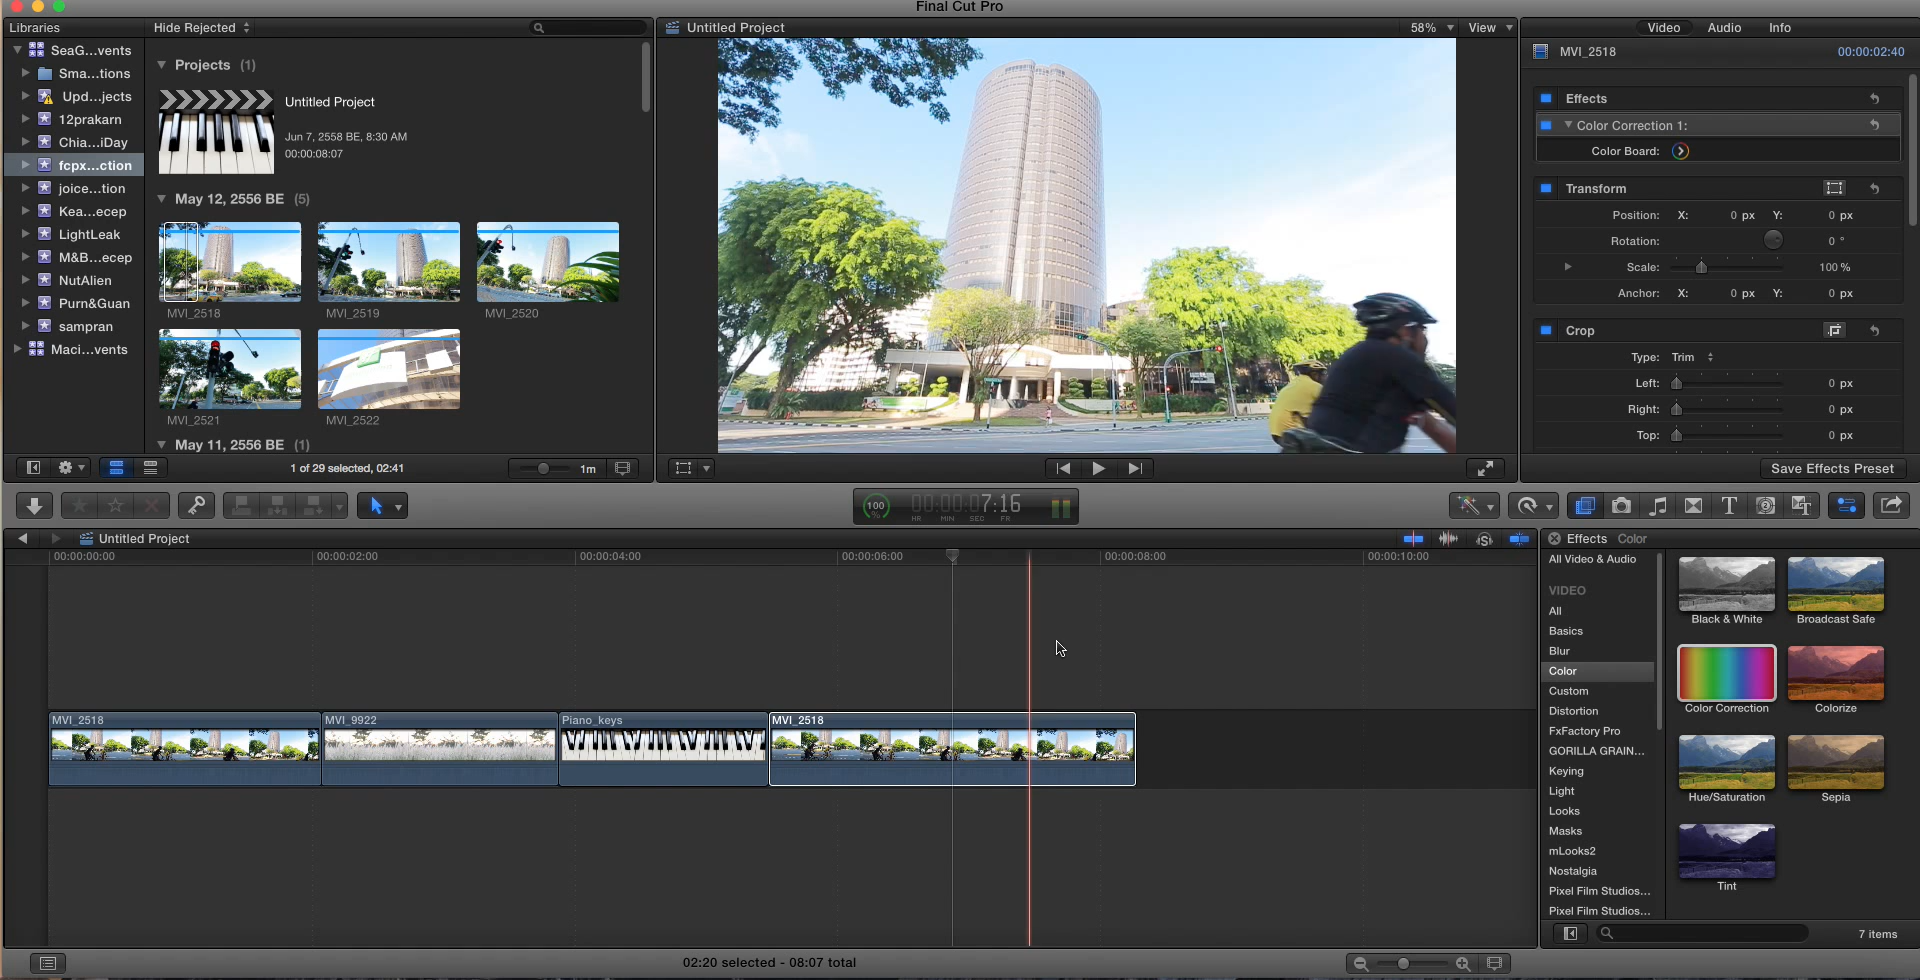 Final Cut Pro
Libraries
Hide Rejected
SeaG...vents
Sma...tions
Upd...jects
12prakarn
Chia...iDay
fcpx...ction
joice...tion
Kea...ecep
LightLeak
M&B...ecep
NutAlien
Purn&Guan
sampran
Maci...vents
Projects (1)
Untitled Project
Jun 7, 2558 BE, 8:30 AM
00:00:08:07
May 12, 2556 BE (5)
MVI_2518
MVI_2519
MVI_2520
MVI_2521
MVI_2522
May 11, 2556 BE (1)
1 of 29 selected, 02:41
1m
Untitled Project
58%
View
Video
Audio
Info
MVI_2518
00:00:02:40
Effects
Color Correction 1:
Color Board:
Transform
Position: X: 0 px Y: 0 px
Rotation: 0 °
Scale: 100 %
Anchor: X: 0 px Y: 0 px
Crop
Type: Trim
Left: 0 px
Right: 0 px
Top: 0 px
Save Effects Preset
100
%
00:00:07:16
HR MIN SEC FR
Untitled Project
00:00:00:00
00:00:02:00
00:00:04:00
00:00:06:00
00:00:08:00
00:00:10:00
MVI_2518
MVI_9922
Piano_keys
MVI_2518
Effects
Color
All Video & Audio
VIDEO
All
Basics
Blur
Color
Custom
Distortion
FxFactory Pro
GORILLA GRAIN...
Keying
Light
Looks
Masks
mLooks2
Nostalgia
Pixel Film Studios...
Pixel Film Studios...
Black & White
Broadcast Safe
Color Correction
Colorize
Hue/Saturation
Sepia
Tint
7 items
02:20 selected - 08:07 total